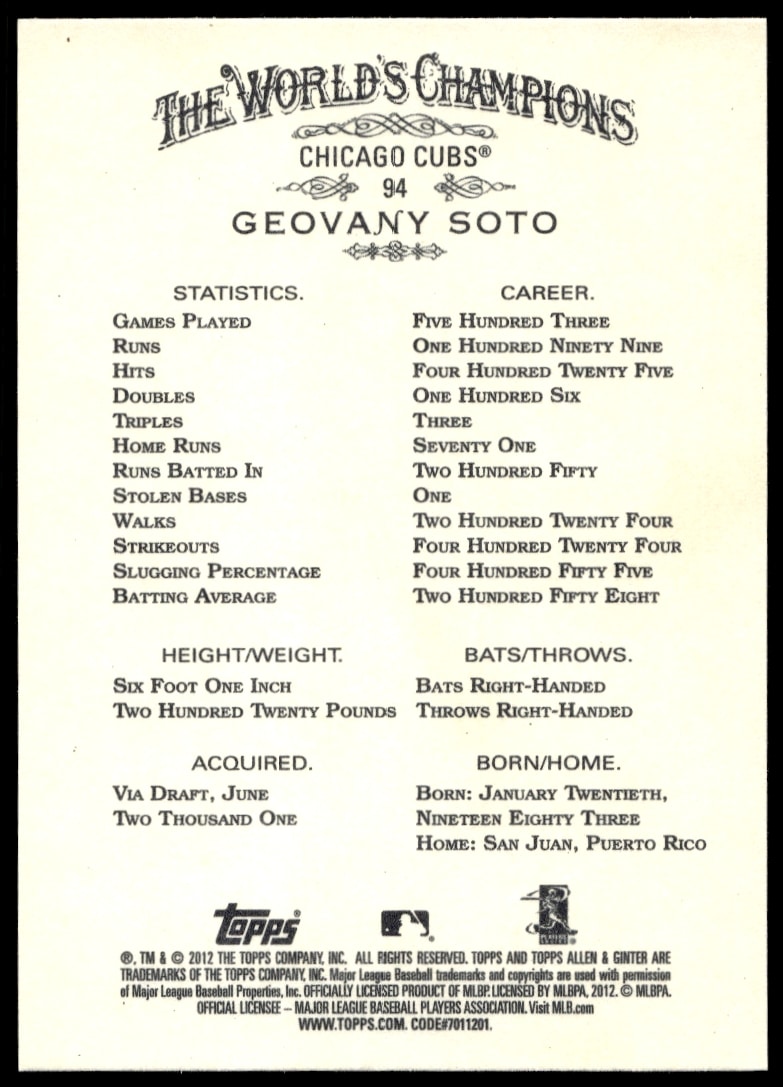 THE WORLD'S CHAMPIONS
CHICAGO CUBS®
94
GEOVANY SOTO
STATISTICS. CAREER.
GAMES PLAYED FIVE HUNDRED THREE
RUNS ONE HUNDRED NINETY NINE
HITS FOUR HUNDRED TWENTY FIVE
DOUBLES ONE HUNDRED SIX
TRIPLES THREE
HOME RUNS SEVENTY ONE
RUNS BATTED IN TWO HUNDRED FIFTY
STOLEN BASES ONE
WALKS TWO HUNDRED TWENTY FOUR
STRIKEOUTS FOUR HUNDRED TWENTY FOUR
SLUGGING PERCENTAGE FOUR HUNDRED FIFTY FIVE
BATTING AVERAGE TWO HUNDRED FIFTY EIGHT
HEIGHT/WEIGHT. BATS/THROWS.
SIX FOOT ONE INCH BATS RIGHT-HANDED
TWO HUNDRED TWENTY POUNDS THROWS RIGHT-HANDED
ACQUIRED. BORN/HOME.
VIA DRAFT, JUNE BORN: JANUARY TWENTIETH,
TWO THOUSAND ONE NINETEEN EIGHTY THREE
HOME: SAN JUAN, PUERTO RICO
Topps®
®, TM & © 2012 THE TOPPS COMPANY, INC. ALL RIGHTS RESERVED. TOPPS AND TOPPS ALLEN & GINTER ARE
TRADEMARKS OF THE TOPPS COMPANY, INC. Major League Baseball trademarks and copyrights are used with permission
of Major League Baseball Properties, Inc. OFFICIALLY LICENSED PRODUCT OF MLBP. LICENSED BY MLBPA, 2012. © MLBPA.
OFFICIAL LICENSEE – MAJOR LEAGUE BASEBALL PLAYERS ASSOCIATION. Visit MLB.com
WWW.TOPPS.COM. CODE#7011201.